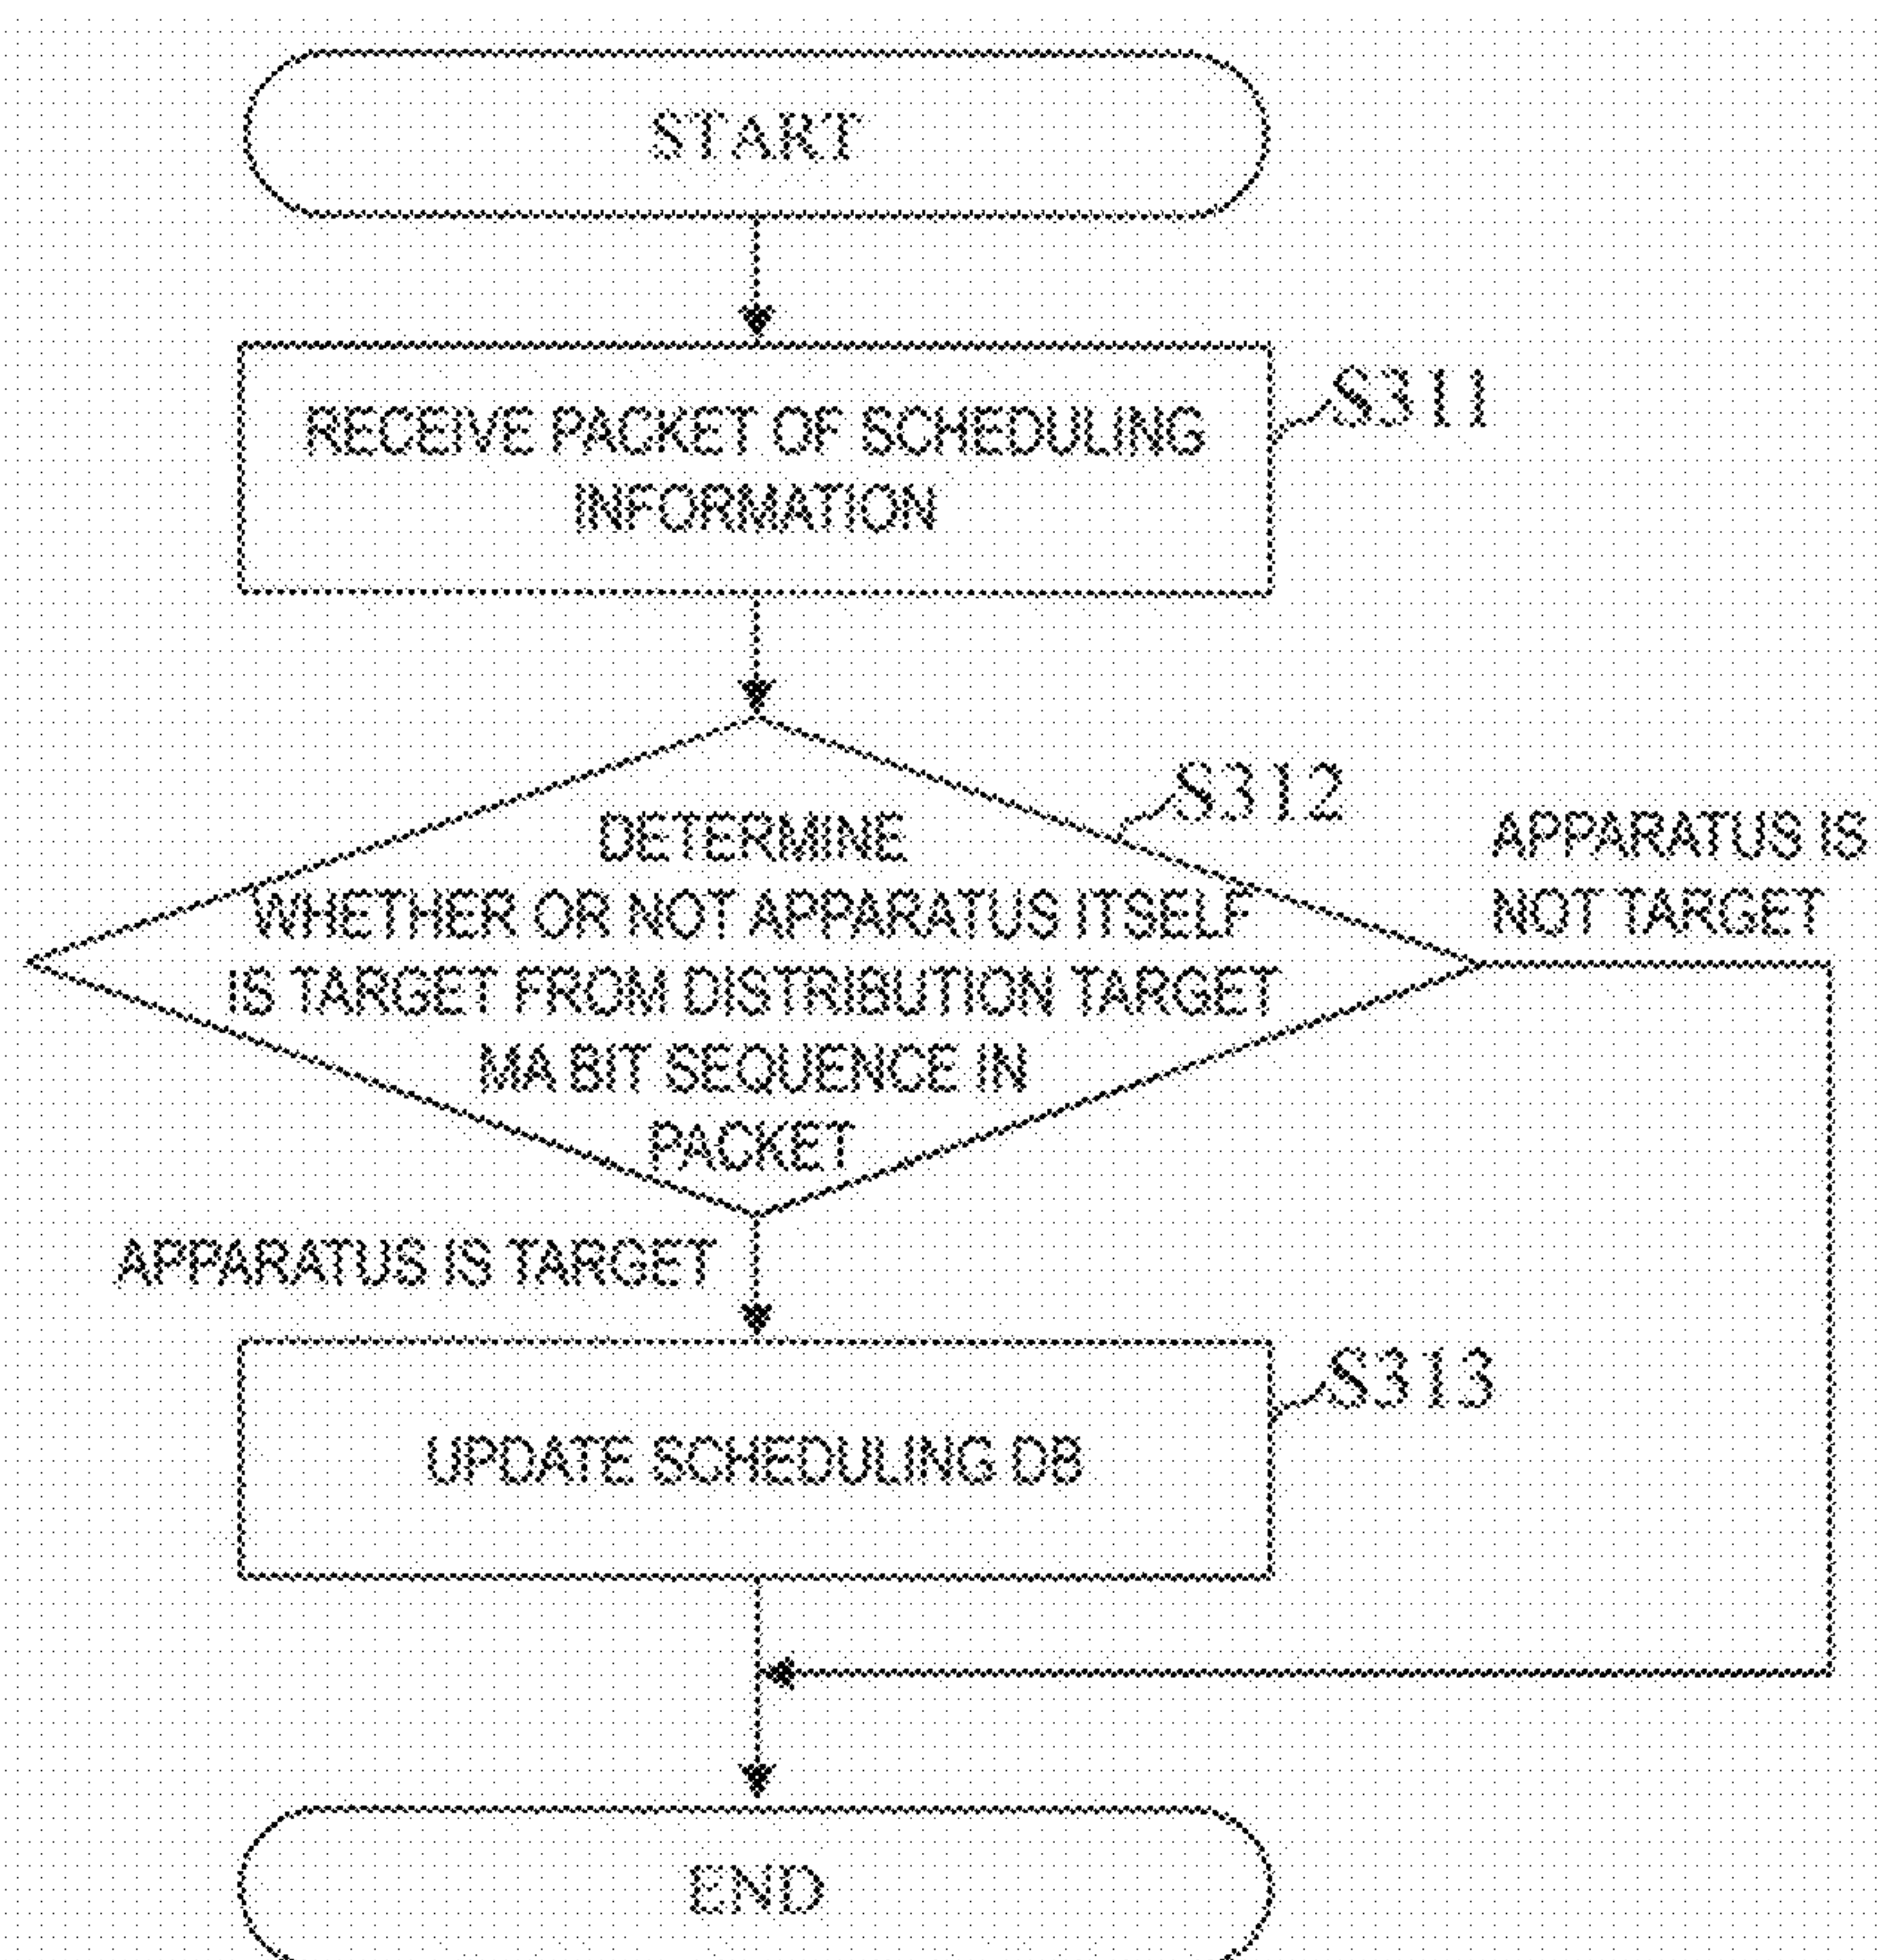 START
RECEIVE PACKET OF SCHEDULING
INFORMATION
S311
S312
DETERMINE
WHETHER OR NOT APPARATUS ITSELF
IS TARGET FROM DISTRIBUTION TARGET
MA BIT SEQUENCE IN
PACKET
APPARATUS IS
NOT TARGET
APPARATUS IS TARGET
S313
UPDATE SCHEDULING DB
END